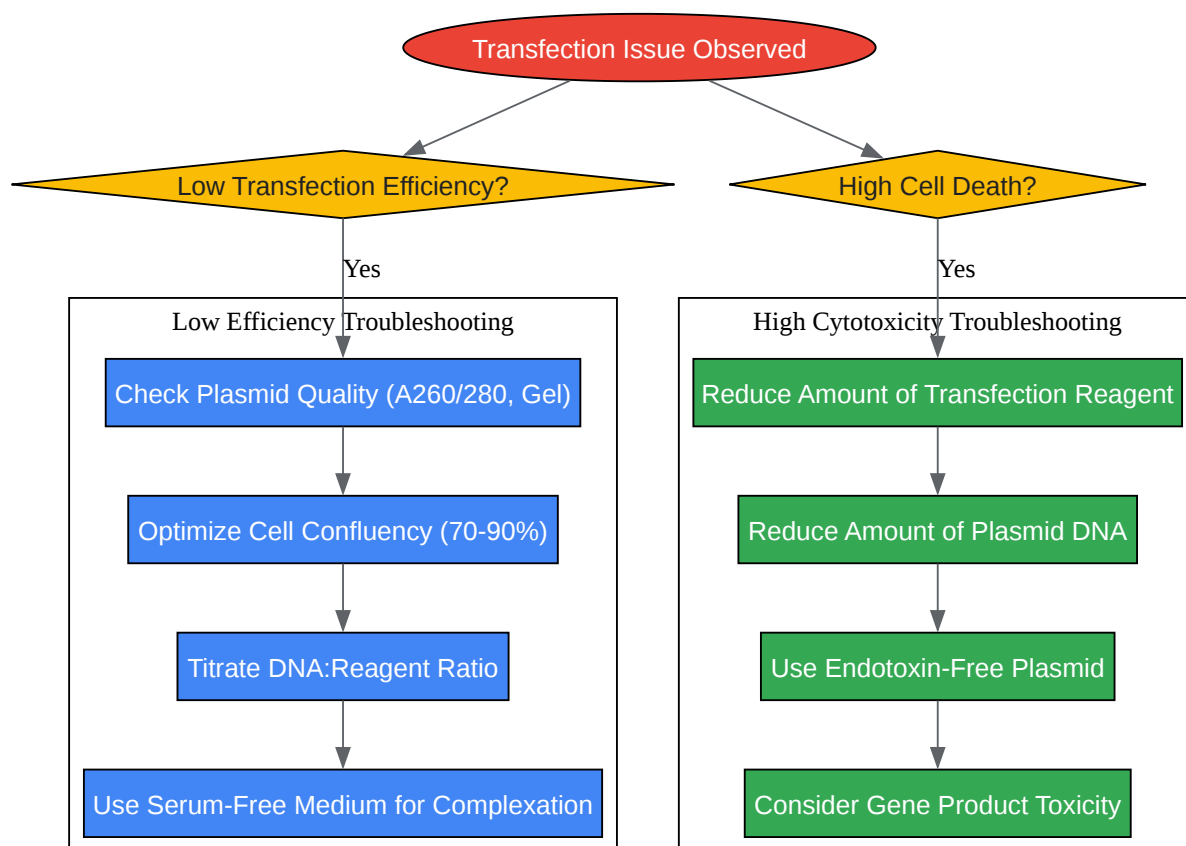 Transfection Issue Observed
Low Transfection Efficiency?
High Cell Death?
Yes
Yes
Low Efficiency Troubleshooting
High Cytotoxicity Troubleshooting
Check Plasmid Quality (A260/280, Gel)
Reduce Amount of Transfection Reagent
Optimize Cell Confluency (70-90%)
Reduce Amount of Plasmid DNA
Titrate DNA:Reagent Ratio
Use Endotoxin-Free Plasmid
Use Serum-Free Medium for Complexation
Consider Gene Product Toxicity